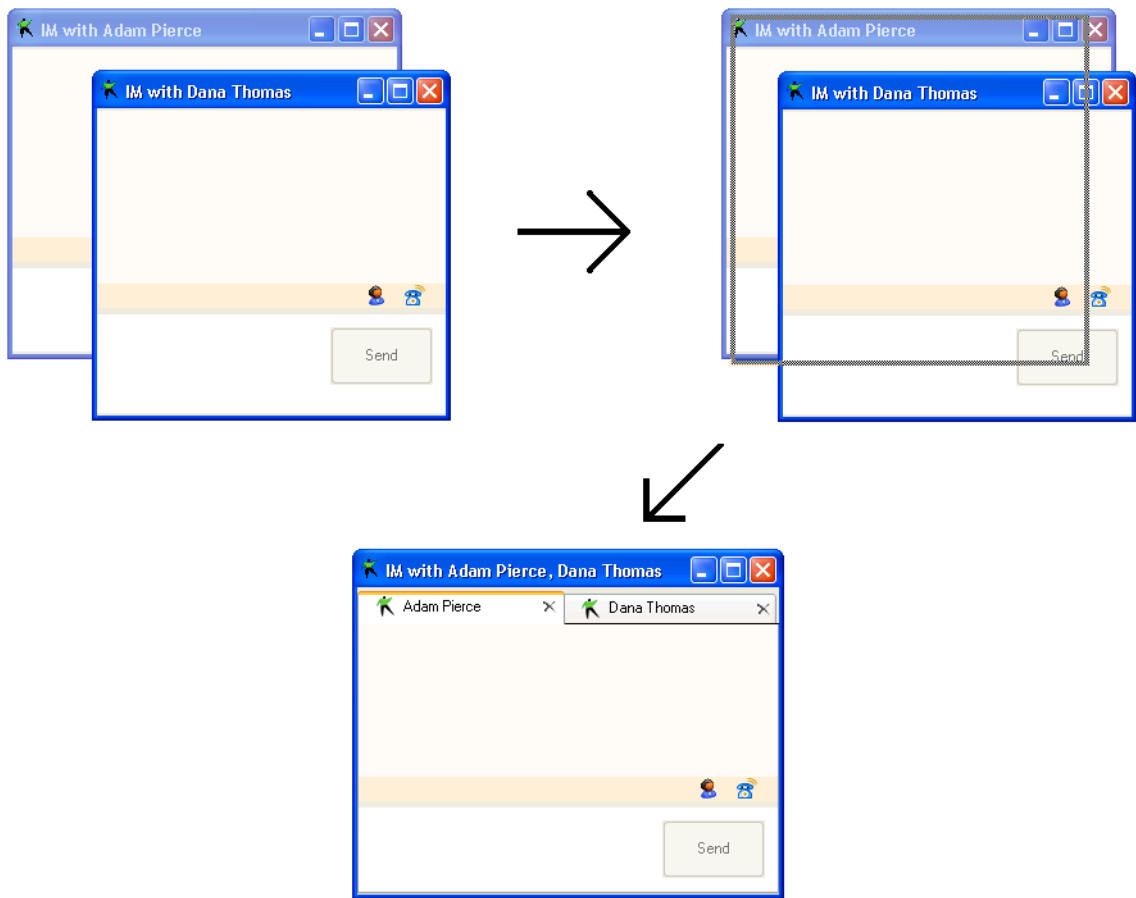 IM with Adam Pierce
IM with Dana Thomas
Send
IM with Adam Pierce
IM with Dana Thomas
Send
IM with Adam Pierce, Dana Thomas
Adam Pierce
Dana Thomas
Send